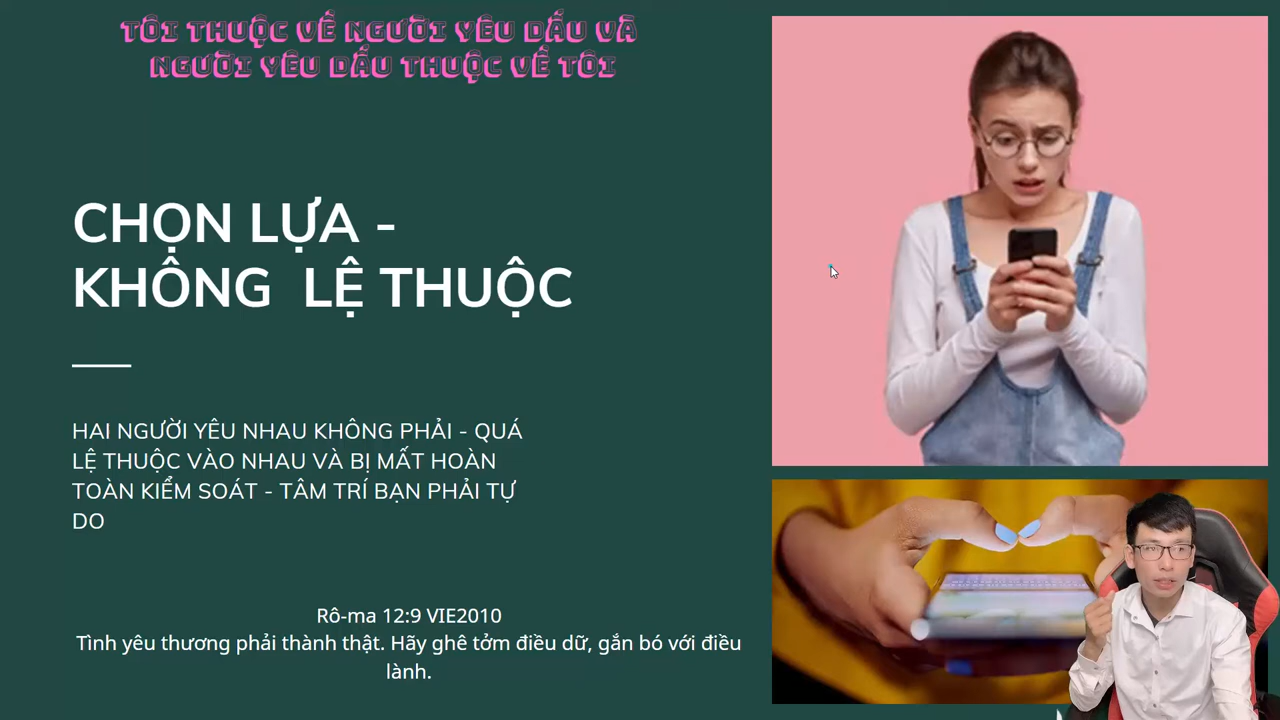 TÔI THUỘC VỀ NGƯỜI YÊU DẤU VÀ
NGƯỜI YÊU DẤU THUỘC VỀ TÔI
CHỌN LỰA -
KHÔNG LỆ THUỘC
HAI NGƯỜI YÊU NHAU KHÔNG PHẢI - QUÁ
LỆ THUỘC VÀO NHAU VÀ BỊ MẤT HOÀN
TOÀN KIỂM SOÁT - TÂM TRÍ BẠN PHẢI TỰ
DO
Rô-ma 12:9 VIE2010
Tình yêu thương phải thành thật. Hãy ghê tởm điều dữ, gắn bó với điều
lành.